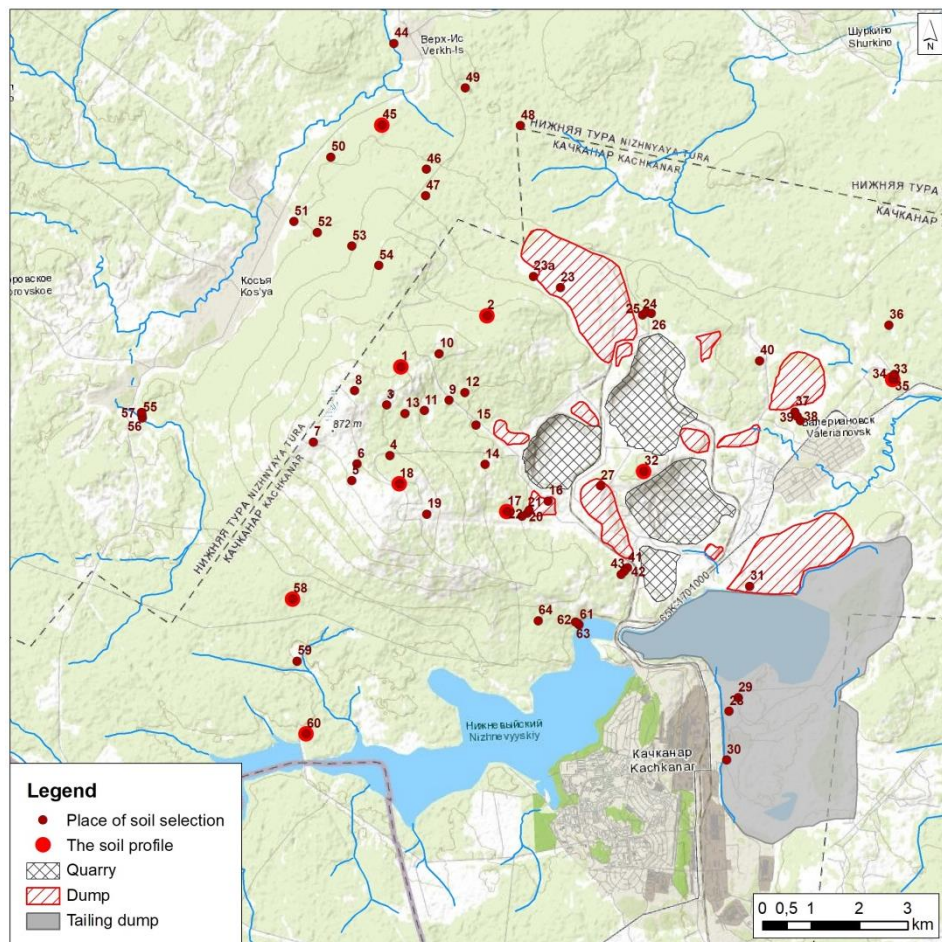 44
Верх-Ис
Verkh-Is
Шуркино
Shurkino
N
49
45
48
НИЖНЯЯ ТУРА NIZHNYAYA TURA
КАЧКАНАР KACHKANAR
50
46
НИЖНЯЯ ТУРА
КАЧКАНАР
47
51
52
53
54
23a
23
Косья
Kos'ya
оровское
orovskoe
2
24
25
26
36
10
1
40
33
34
35
8
12
9
3
13
11
55
57
56
872 m
15
37
38
39
Валериановск
Valerianovsk
7
4
6
14
5
18
32
27
НИЖНЯЯ ТУРА NIZHNYAYA TURA
КАЧКАНАР KACHKANAR
19
17
16
21
22
20
41
43
42
31
65К-1701000
58
64
62
61
63
59
29
28
60
Нижневыйский
Nizhnevyyskiy
Качканар
Kachkanar
30
Legend
Place of soil selection
The soil profile
Quarry
Dump
Tailing dump
0 0,5 1 2 3
km